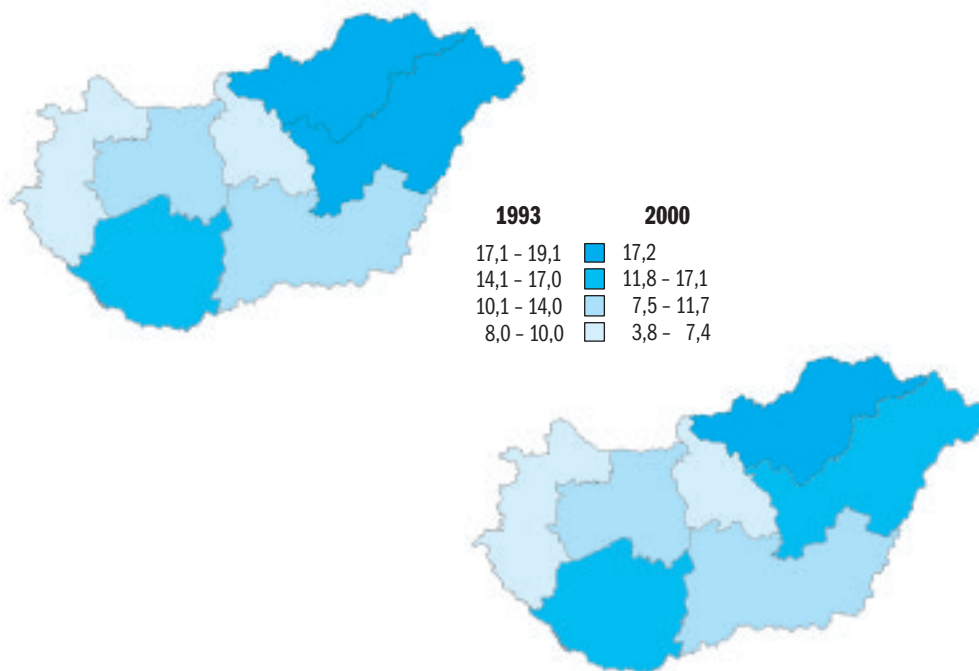 1993 2000
17,1 – 19,1 17,2
14,1 – 17,0 11,8 – 17,1
10,1 – 14,0 7,5 – 11,7
8,0 – 10,0 3,8 – 7,4